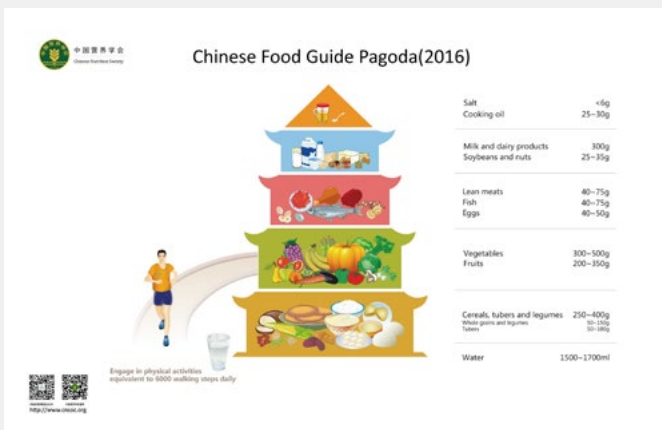 中国营养学会
Chinese Nutrition Society
Chinese Food Guide Pagoda(2016)
Salt <6g
Cooking oil 25~30g
Milk and dairy products 300g
Soybeans and nuts 25~35g
Lean meats 40~75g
Fish 40~75g
Eggs 40~50g
Vegetables 300~500g
Fruits 200~350g
Cereals, tubers and legumes 250~400g
Whole grains and legumes 50~150g
Tubers 50~100g
Water 1500~1700ml
Engage in physical activities
equivalent to 6000 walking steps daily
http://www.cnsoc.org